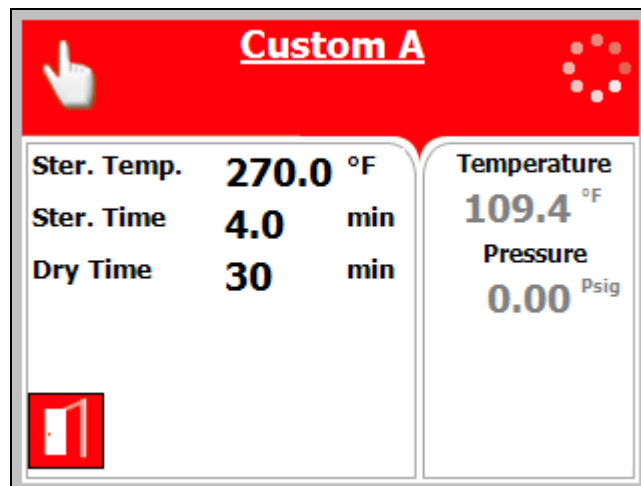 Custom A
Ster. Temp. 270.0 °F
Ster. Time 4.0 min
Dry Time 30 min
Temperature
109.4 °F
Pressure
0.00 Psig